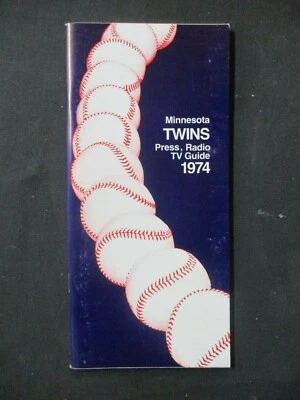 Minnesota
TWINS
Press, Radio
TV Guide
1974